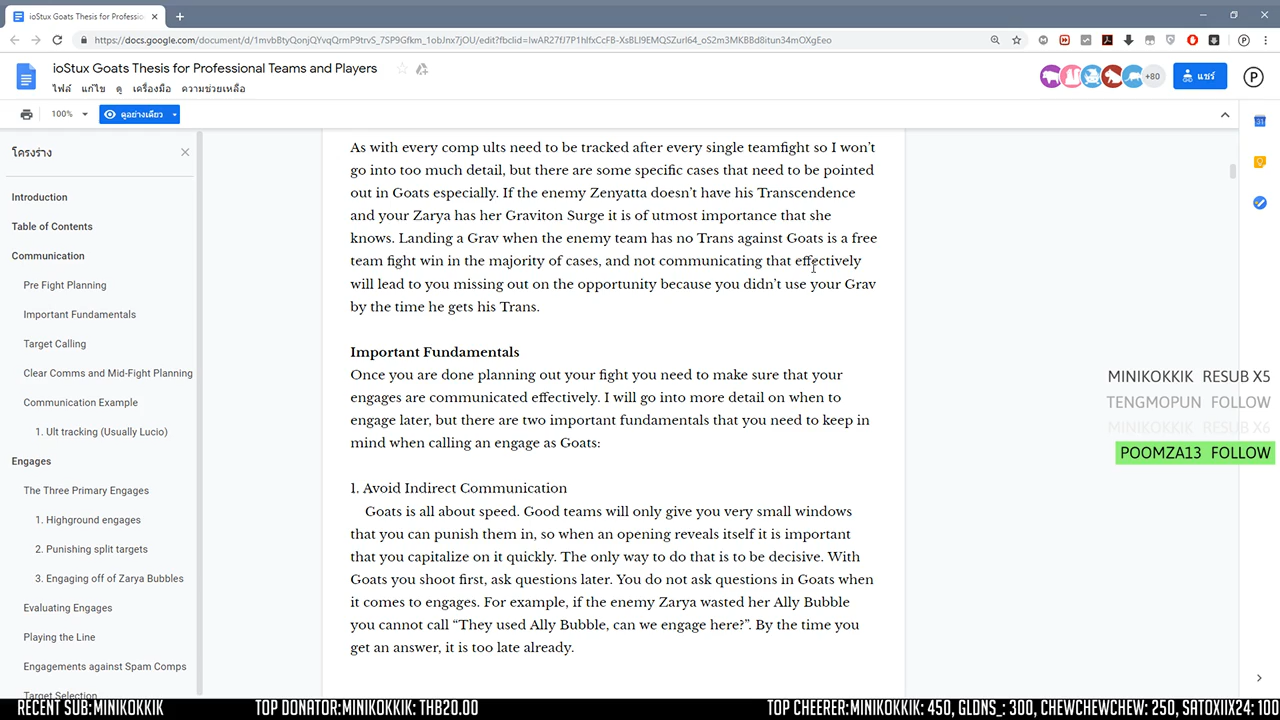 ioStux Goats Thesis for Professio
https://docs.google.com/document/d/1mvbBtyQonjQYvqQrmP9trvS_7SP9Gfkm_1obJnx7jOU/edit?fbclid=IwAR27fJ7P1hlfxCcFB-XsBLI9EMQSZurl64_oS2m3MKBBd8itun34mOXgEeo
ioStux Goats Thesis for Professional Teams and Players
ไฟล์ แก้ไข ดู เครื่องมือ ความช่วยเหลือ
+80
แชร์
P
100%
ดูอย่างเดียว
โครงร่าง
Introduction
Table of Contents
Communication
Pre Fight Planning
Important Fundamentals
Target Calling
Clear Comms and Mid-Fight Planning
Communication Example
1. Ult tracking (Usually Lucio)
Engages
The Three Primary Engages
1. Highground engages
2. Punishing split targets
3. Engaging off of Zarya Bubbles
Evaluating Engages
Playing the Line
Engagements against Spam Comps
Target Selection
As with every comp ults need to be tracked after every single teamfight so I won't
go into too much detail, but there are some specific cases that need to be pointed
out in Goats especially. If the enemy Zenyatta doesn't have his Transcendence
and your Zarya has her Graviton Surge it is of utmost importance that she
knows. Landing a Grav when the enemy team has no Trans against Goats is a free
team fight win in the majority of cases, and not communicating that effectively
will lead to you missing out on the opportunity because you didn't use your Grav
by the time he gets his Trans.
Important Fundamentals
Once you are done planning out your fight you need to make sure that your
engages are communicated effectively. I will go into more detail on when to
engage later, but there are two important fundamentals that you need to keep in
mind when calling an engage as Goats:
1. Avoid Indirect Communication
Goats is all about speed. Good teams will only give you very small windows
that you can punish them in, so when an opening reveals itself it is important
that you capitalize on it quickly. The only way to do that is to be decisive. With
Goats you shoot first, ask questions later. You do not ask questions in Goats when
it comes to engages. For example, if the enemy Zarya wasted her Ally Bubble
you cannot call “They used Ally Bubble, can we engage here?”. By the time you
get an answer, it is too late already.
MINIKOKKIK RESUB X5
TENGMOPUN FOLLOW
MINIKOKKIK RESUB X6
POOMZA13 FOLLOW
RECENT SUB:MINIKOKKIK
TOP DONATOR:MINIKOKKIK: THB20.00
TOP CHEERER:MINIKOKKIK: 450, GLDNS_: 300, CHEWCHEWCHEW: 250, SATOXIIX24: 100